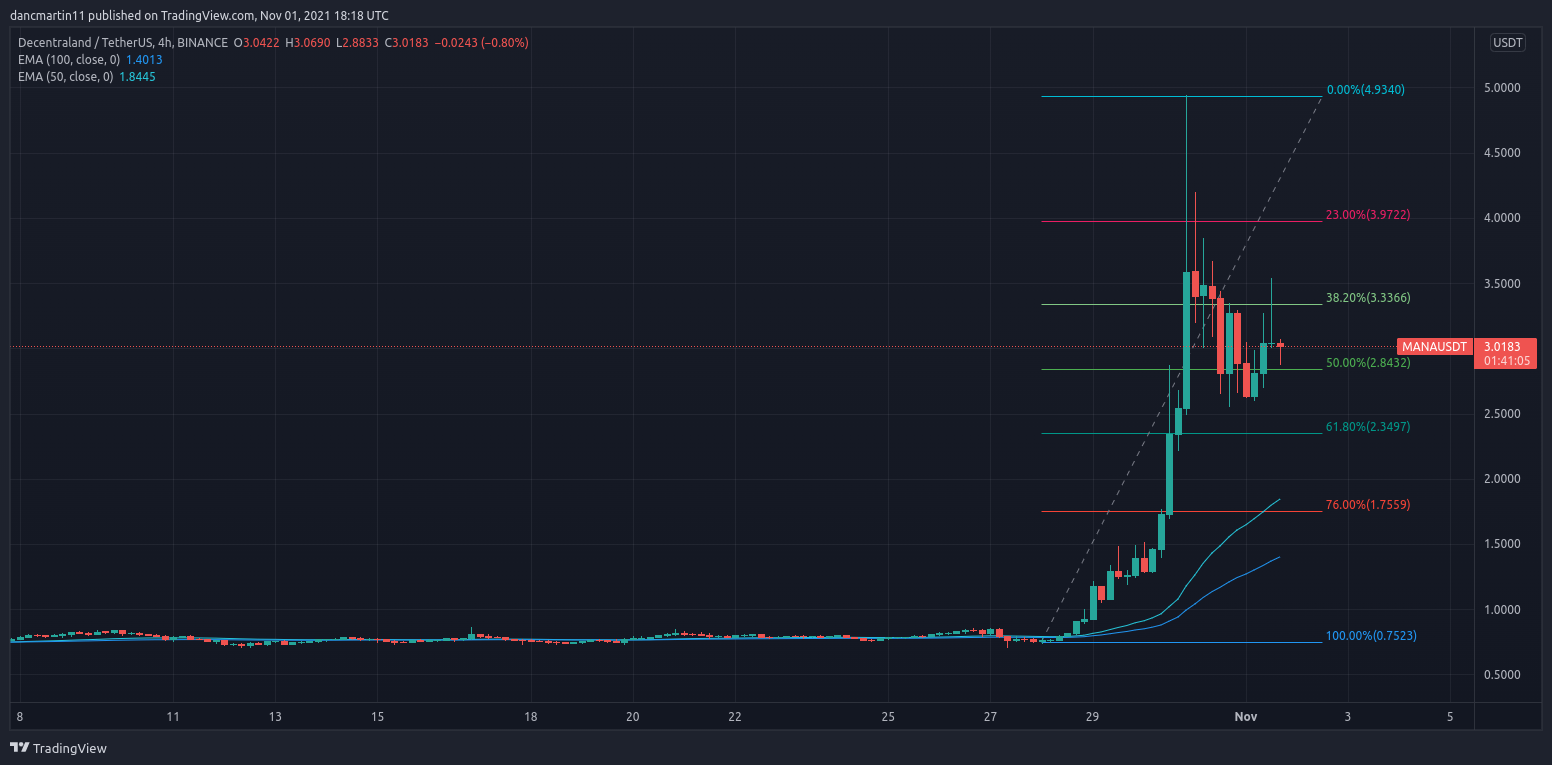 dancmartin11 published on TradingView.com, Nov 01, 2021 18:18 UTC
Decentraland / TetherUS, 4h, BINANCE O3.0422 H3.0690 L2.8833 C3.0183 −0.0243 (−0.80%)
EMA (100, close, 0) 1.4013
EMA (50, close, 0) 1.8445
USDT
0.00%(4.9340)
5.0000
4.5000
23.00%(3.9722)
4.0000
3.5000
38.20%(3.3366)
MANAUSDT 3.0183
01:41:05
50.00%(2.8432)
2.5000
61.80%(2.3497)
2.0000
76.00%(1.7559)
1.5000
1.0000
100.00%(0.7523)
0.5000
8 11 13 15 18 20 22 25 27 29 Nov 3 5
TradingView